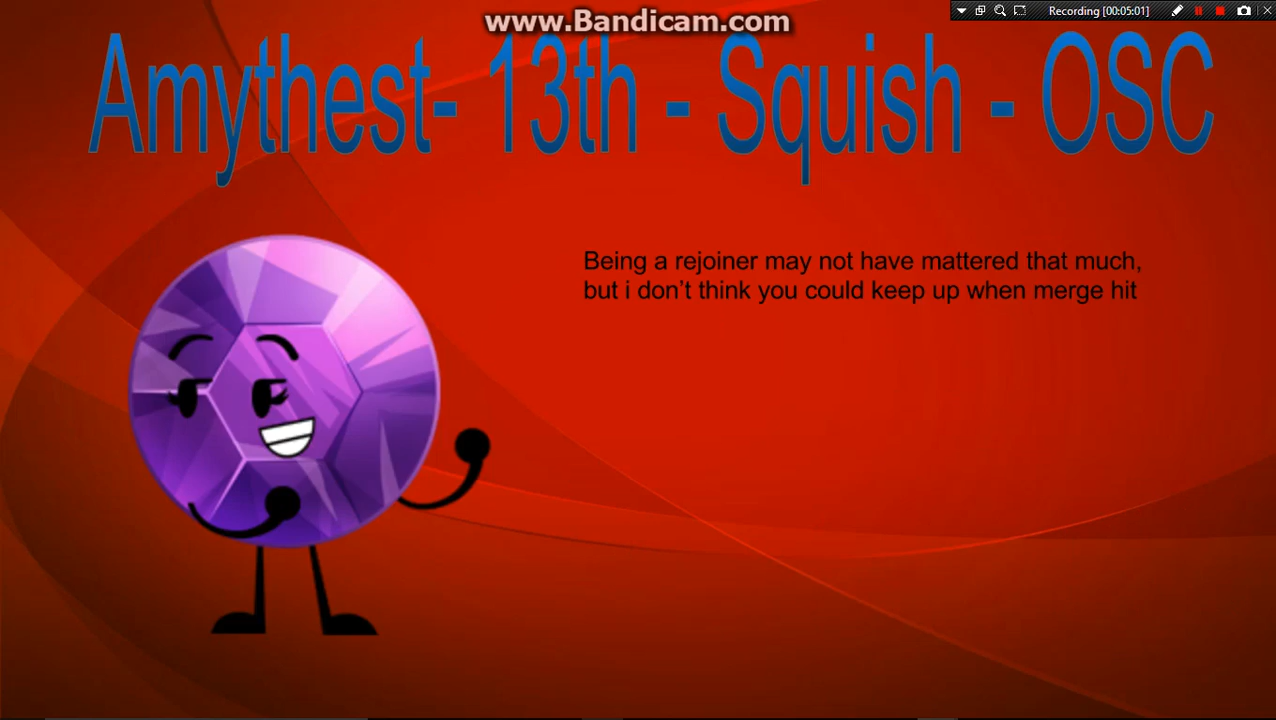 www.Bandicam.com
Recording [00:05:01]
Amythest- 13th - Squish - OSC
Being a rejoiner may not have mattered that much,
but i don't think you could keep up when merge hit